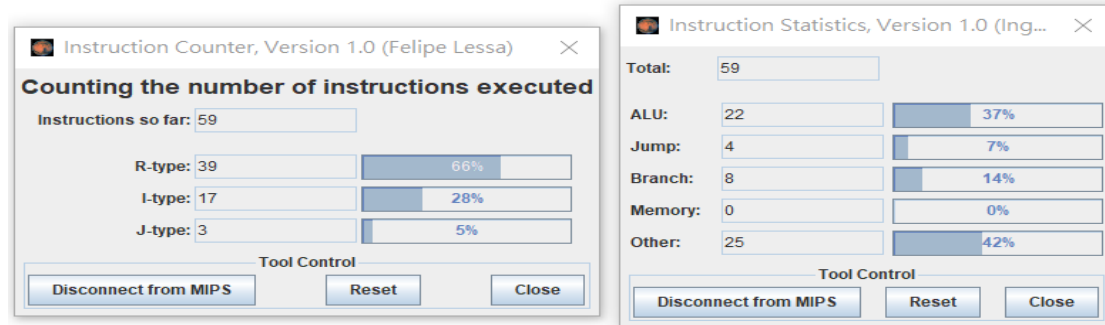 Instruction Counter, Version 1.0 (Felipe Lessa)
Counting the number of instructions executed
Instructions so far: 59
R-type: 39 66%
I-type: 17 28%
J-type: 3 5%
Tool Control
Disconnect from MIPS Reset Close
Instruction Statistics, Version 1.0 (Ing...
Total: 59
ALU: 22 37%
Jump: 4 7%
Branch: 8 14%
Memory: 0 0%
Other: 25 42%
Tool Control
Disconnect from MIPS Reset Close